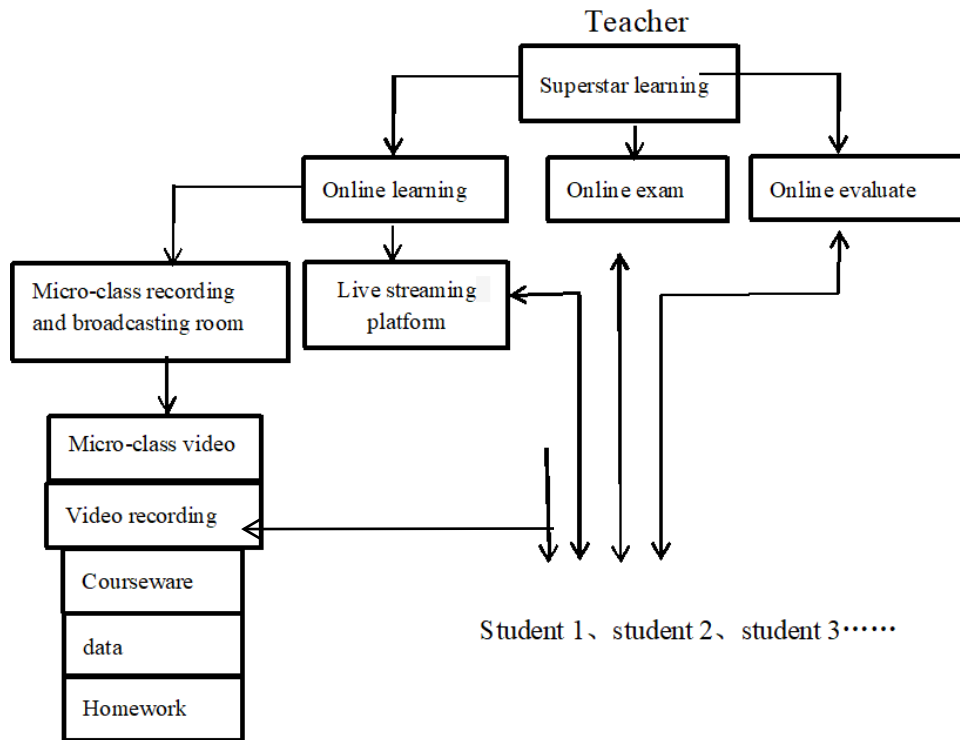 Teacher
Superstar learning
Online learning
Online exam
Online evaluate
Micro-class recording
and broadcasting room
Live streaming
platform
Micro-class video
Video recording
Courseware
data
Homework
Student 1、student 2、student 3⋯⋯